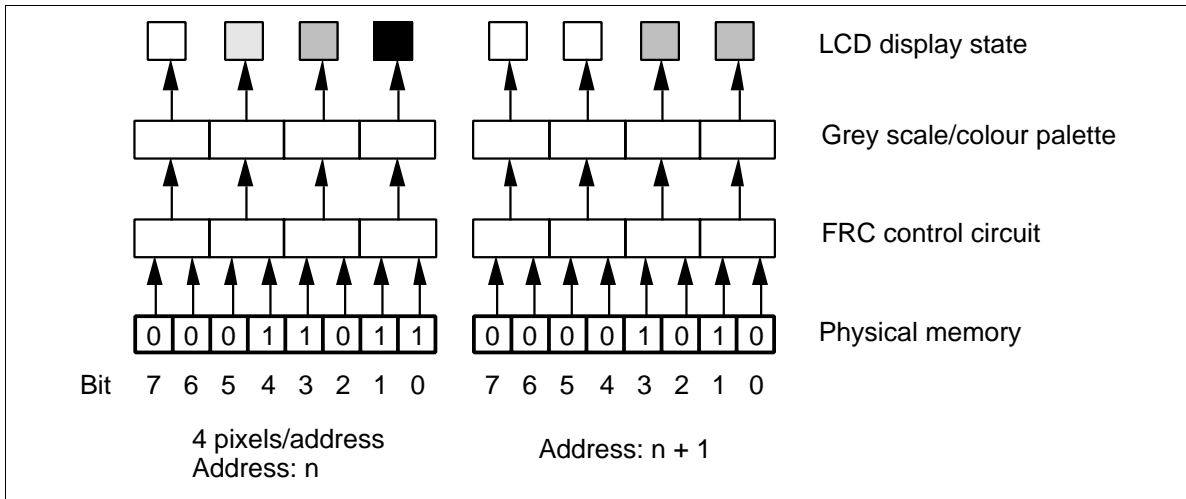 LCD display state
Grey scale/colour palette
FRC control circuit
0 0 0 1 1 0 1 1 0 0 0 0 1 0 1 0 Physical memory
Bit 7 6 5 4 3 2 1 0 7 6 5 4 3 2 1 0
4 pixels/address
Address: n
Address: n + 1